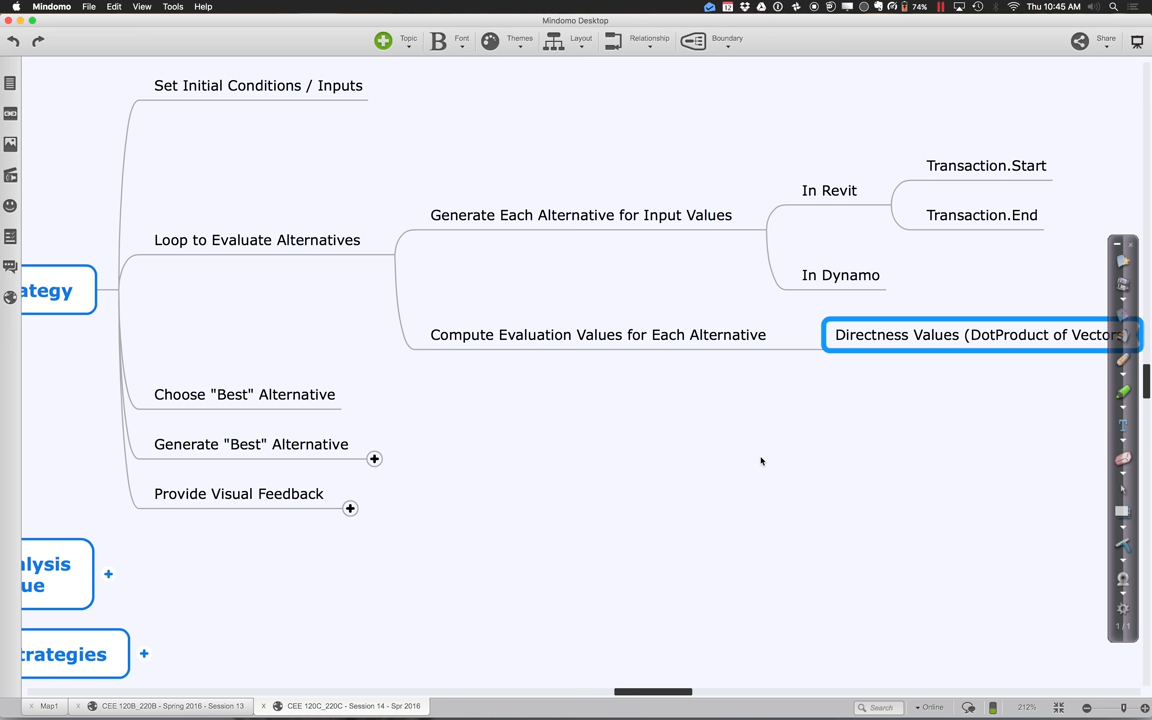 Mindomo File Edit View Tools Help
74% Thu 10:45 AM
Mindomo Desktop
Topic Font Themes Layout Relationship Boundary Share
Set Initial Conditions / Inputs
Transaction.Start
In Revit
Generate Each Alternative for Input Values
Transaction.End
Loop to Evaluate Alternatives
In Dynamo
ategy
Compute Evaluation Values for Each Alternative
Directness Values (DotProduct of Vectors)
Choose "Best" Alternative
Generate "Best" Alternative
Provide Visual Feedback
alysis
ue
trategies
1 / 1
Map1 CEE 120B_220B - Spring 2016 - Session 13 CEE 120C_220C - Session 14 - Spr 2016 Search Online 212%